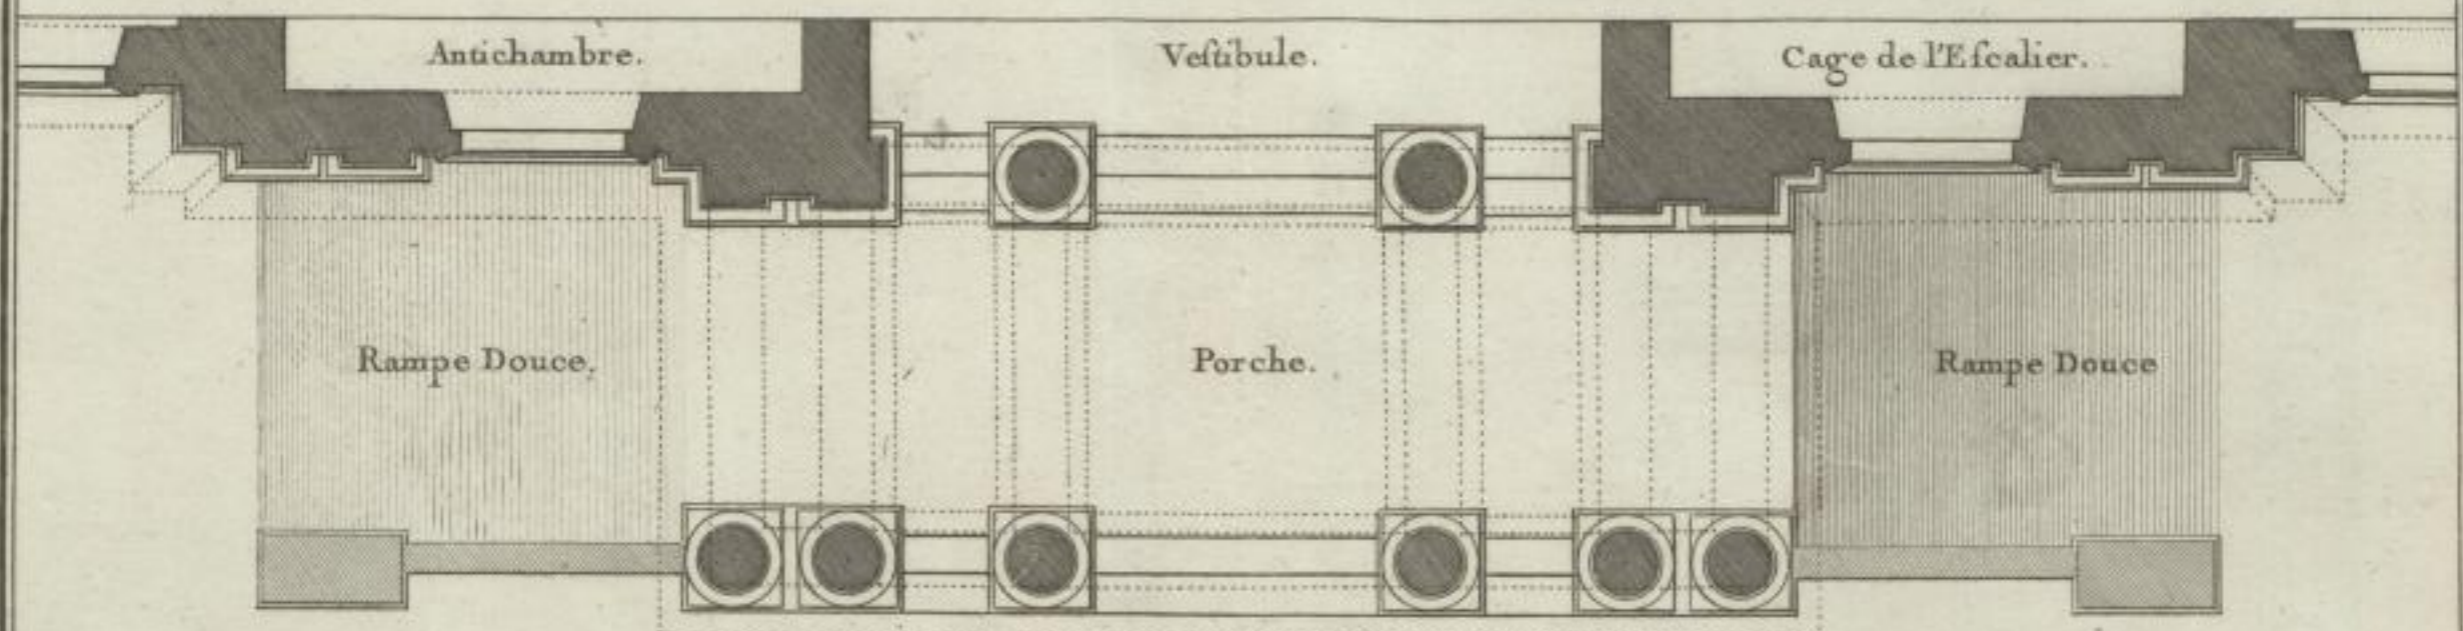 Antichambre.
Veſtibule.
Cage de l'Eſcalier.
Rampe Douce.
Porche.
Rampe Douce